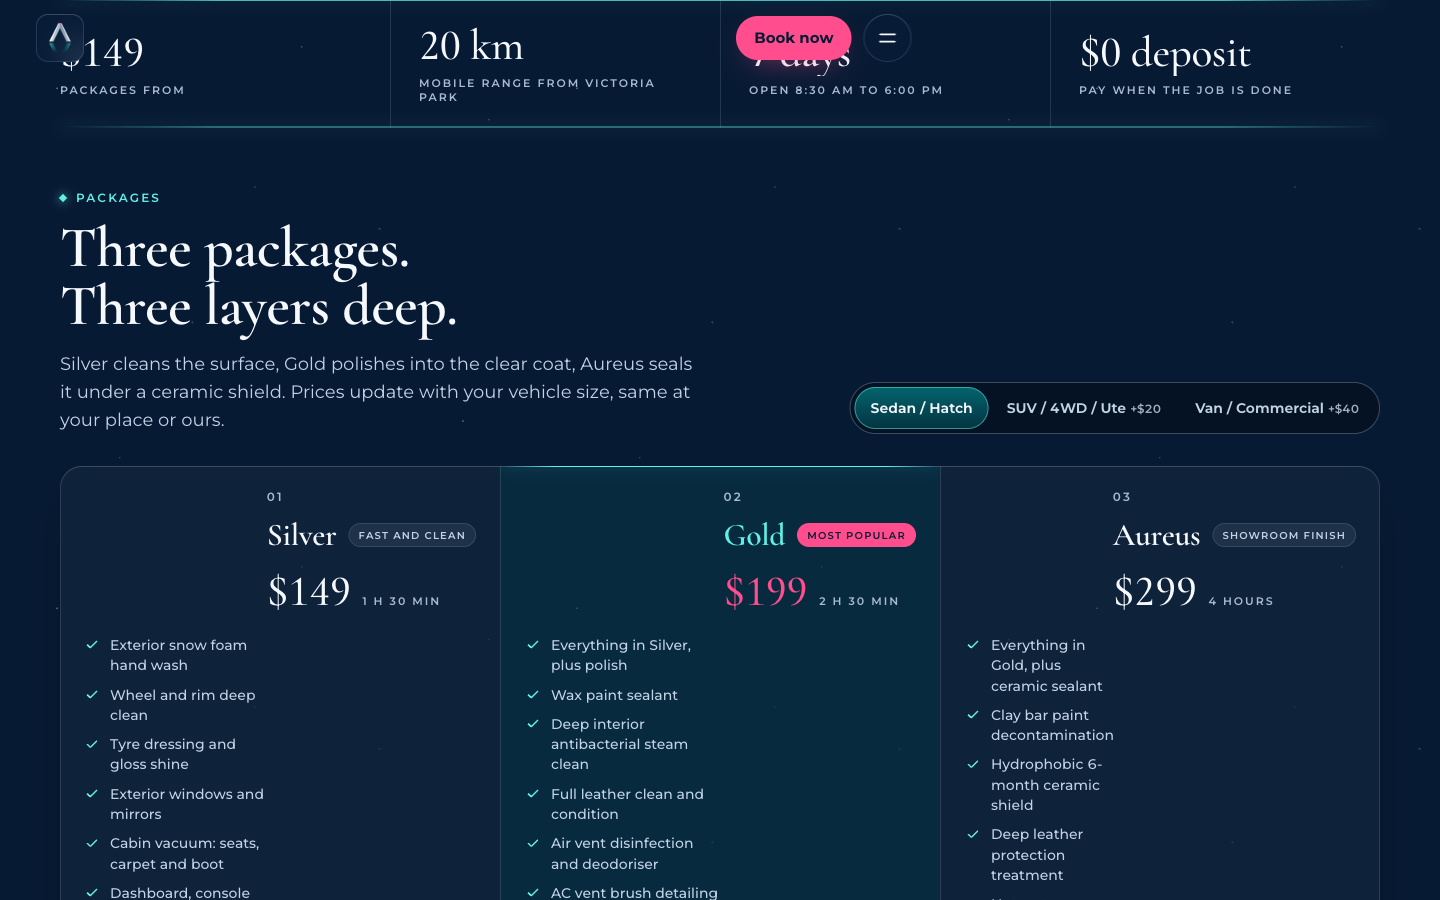 $149
PACKAGES FROM
20 km
MOBILE RANGE FROM VICTORIA
PARK
Book now
7 days
OPEN 8:30 AM TO 6:00 PM
$0 deposit
PAY WHEN THE JOB IS DONE
PACKAGES
Three packages.
Three layers deep.
Silver cleans the surface, Gold polishes into the clear coat, Aureus seals
it under a ceramic shield. Prices update with your vehicle size, same at
your place or ours.
Sedan / Hatch
SUV / 4WD / Ute +$20
Van / Commercial +$40
01
Silver
FAST AND CLEAN
$149 1 H 30 MIN
Exterior snow foam
hand wash
Wheel and rim deep
clean
Tyre dressing and
gloss shine
Exterior windows and
mirrors
Cabin vacuum: seats,
carpet and boot
Dashboard, console
02
Gold
MOST POPULAR
$199 2 H 30 MIN
Everything in Silver,
plus polish
Wax paint sealant
Deep interior
antibacterial steam
clean
Full leather clean and
condition
Air vent disinfection
and deodoriser
AC vent brush detailing
03
Aureus
SHOWROOM FINISH
$299 4 HOURS
Everything in
Gold, plus
ceramic sealant
Clay bar paint
decontamination
Hydrophobic 6-
month ceramic
shield
Deep leather
protection
treatment